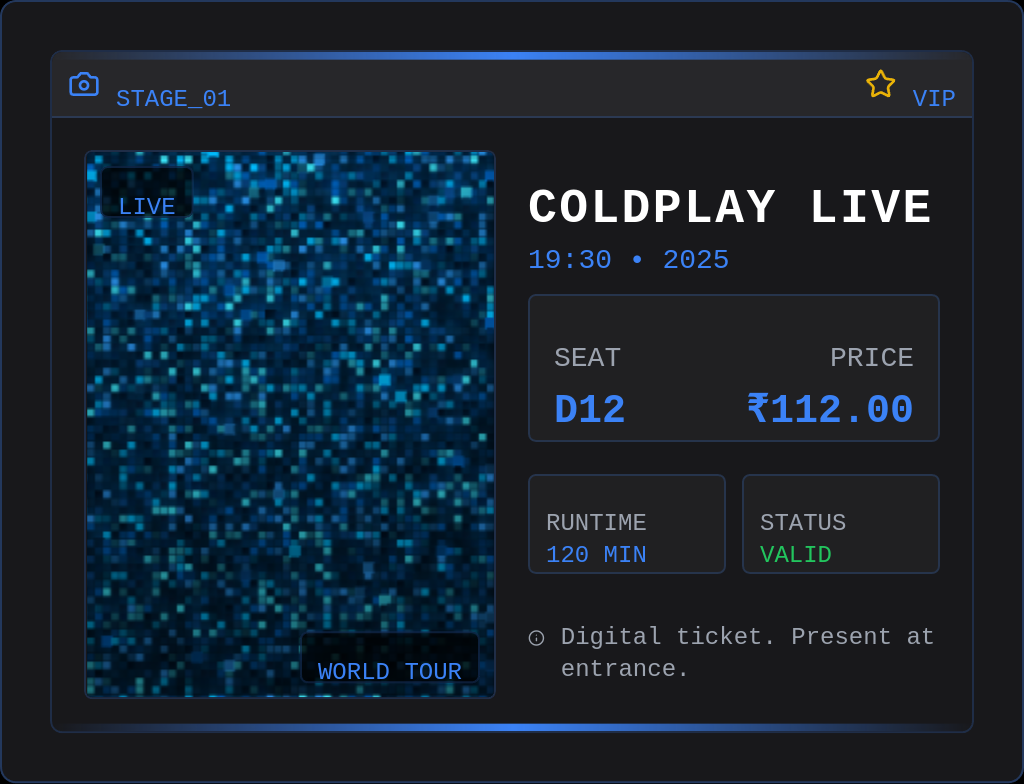 STAGE_01
VIP
LIVE
WORLD TOUR
COLDPLAY LIVE
19:30 • 2025
SEAT PRICE
D12 ₹112.00
RUNTIME
120 MIN
STATUS
VALID
Digital ticket. Present at
entrance.